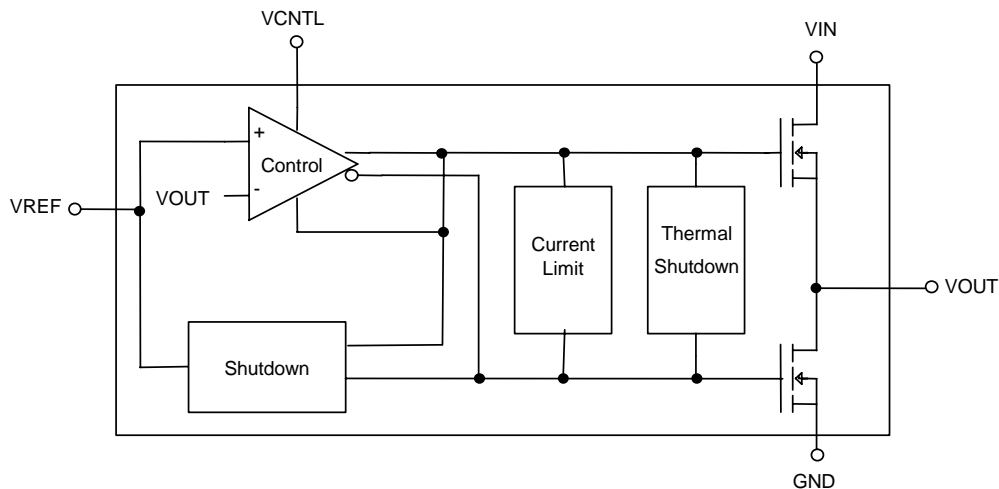 VCNTL
VIN
+
Control
VOUT
-
VREF
Current
Limit
Thermal
Shutdown
VOUT
Shutdown
GND